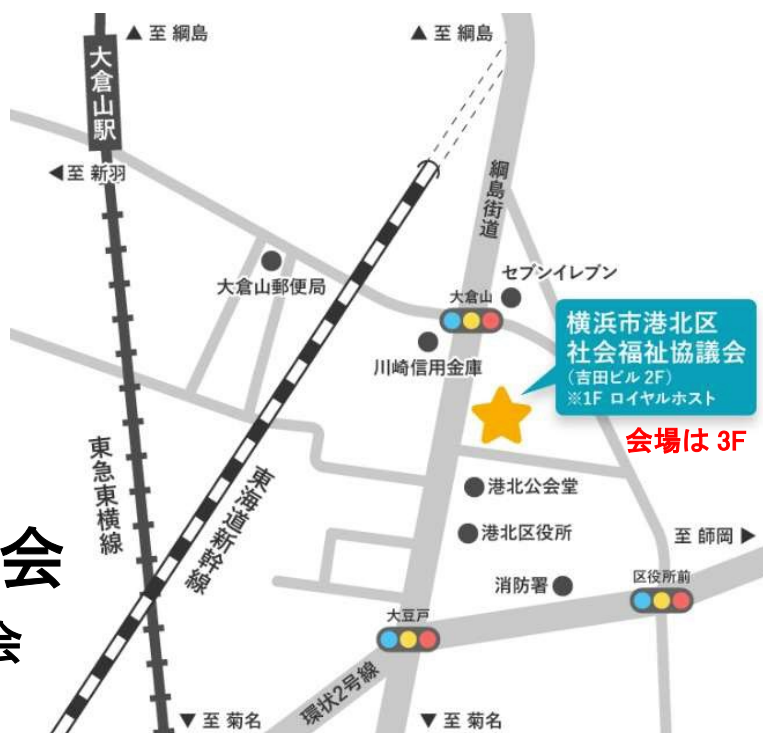 ▲ 至 綱島
▲ 至 綱島
大倉山駅
◀至 新羽
綱島街道
大倉山郵便局
セブンイレブン
大倉山
川崎信用金庫
横浜市港北区
社会福祉協議会
(吉田ビル 2F)
※1F ロイヤルホスト
会場は 3F
東急東横線
東海道新幹線
港北公会堂
港北区役所
至 師岡 ▶
会
消防署
区役所前
大豆戸
会
環状2号線
▼ 至 菊名
▼ 至 菊名